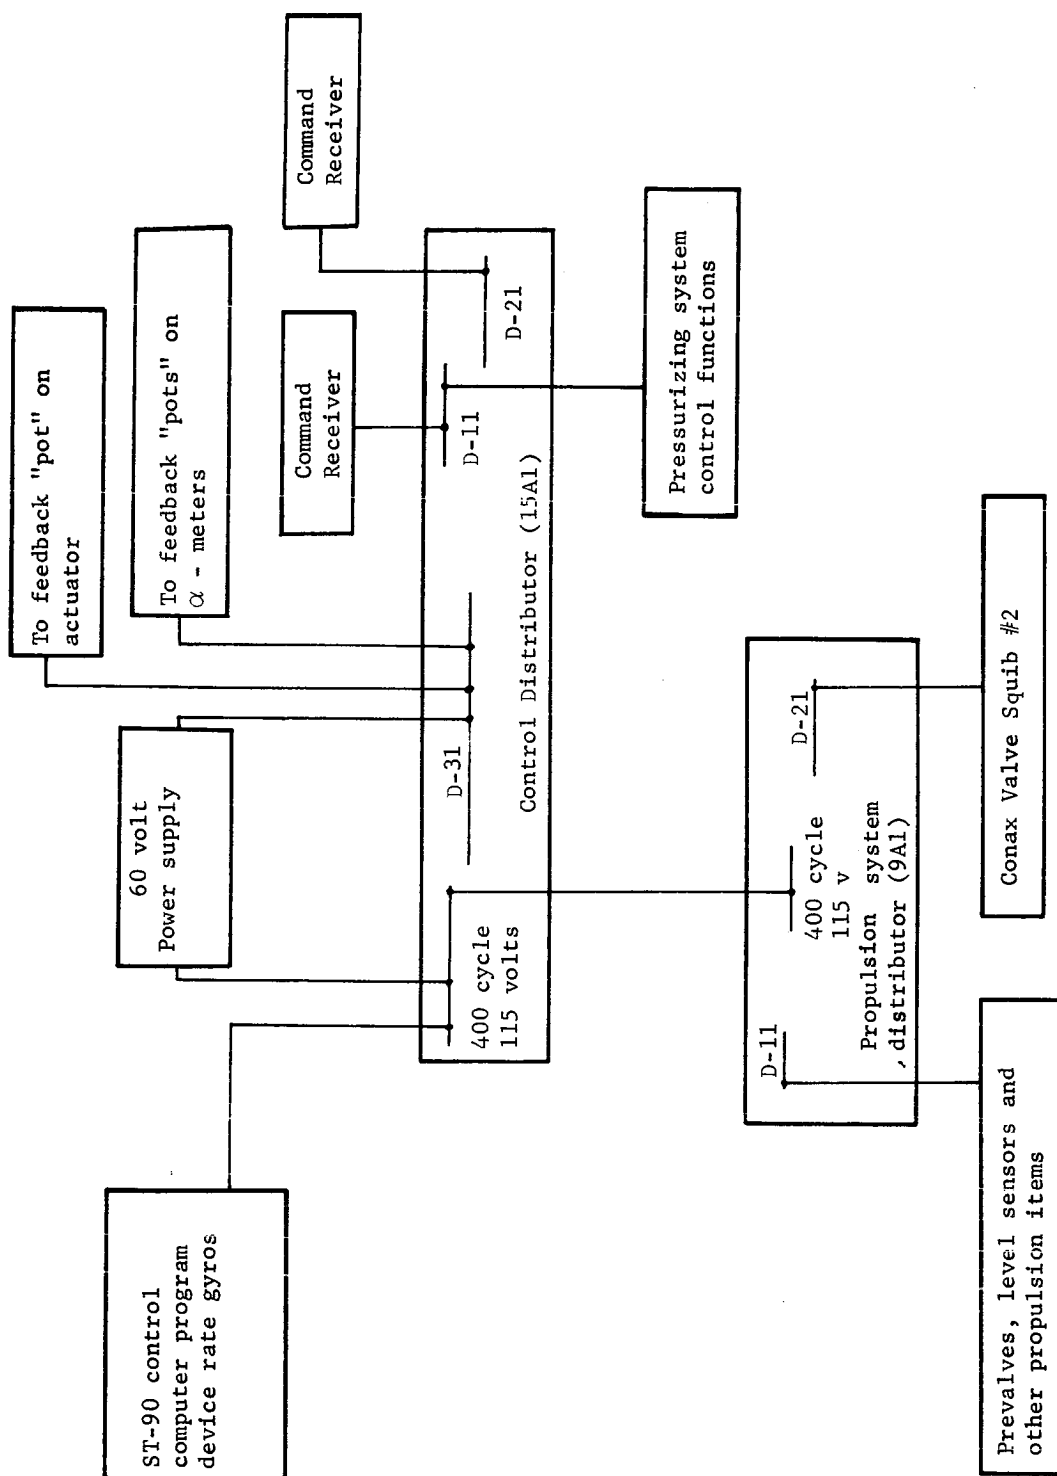 ST-90 control
computer program
device rate gyros
60 volt
Power supply
To feedback "pot" on
actuator
To feedback "pots" on
α - meters
Command
Receiver
Command
Receiver
400 cycle
115 volts
D-31
D-11
D-21
Control Distributor (15A1)
Pressurizing system
control functions
D-11
400 cycle
115 v
D-21
Propulsion system
distributor (9A1)
Prevalves, level sensors and
other propulsion items
Conax Valve Squib #2